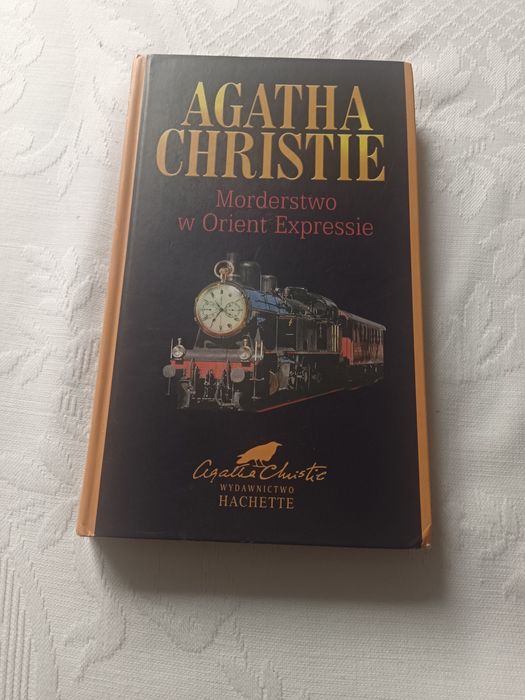 AGATHA
CHRISTIE
Morderstwo
w Orient Expressie
Agatha Christie
WYDAWNICTWO
HACHETTE